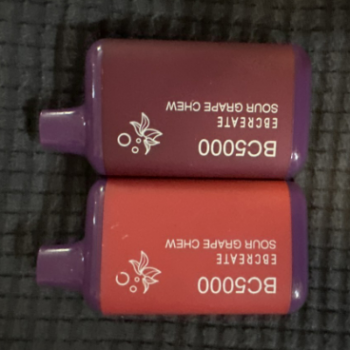 BC5000
EBCREATE
SOUR GRAPE CHEW
BC5000
EBCREATE
SOUR GRAPE CHEW